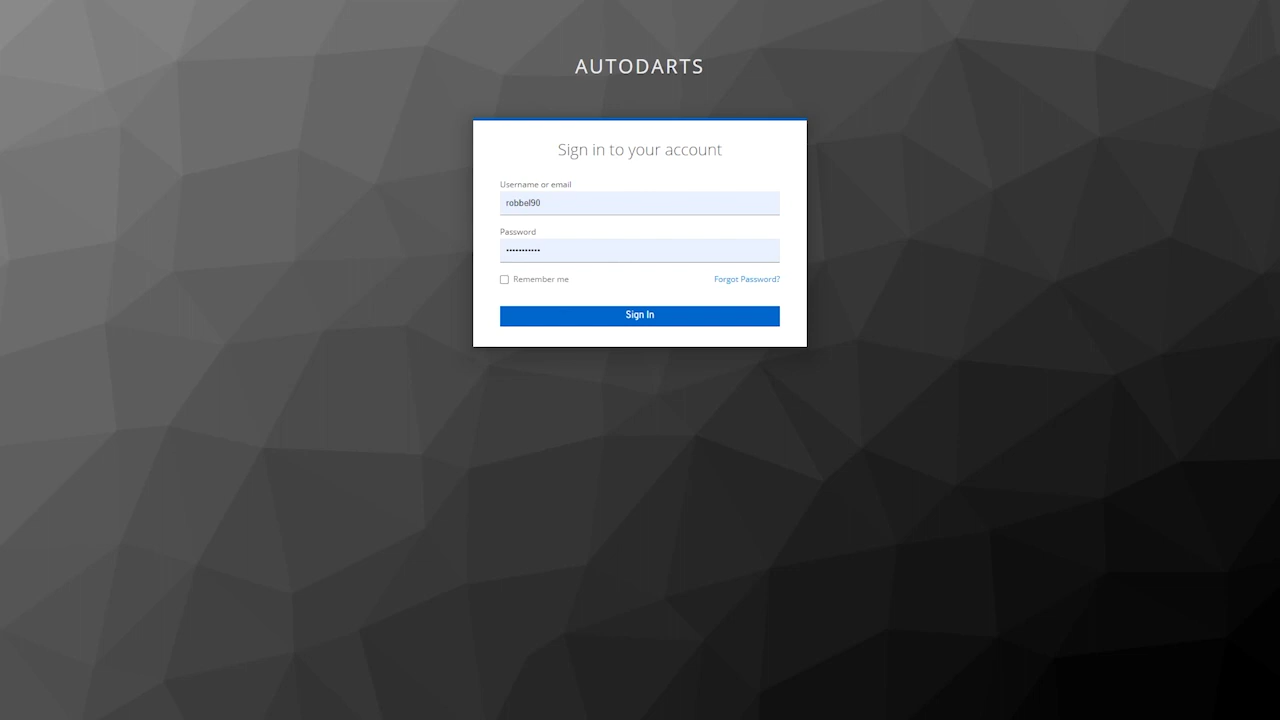 AUTODARTS
Sign in to your account
Username or email
robbel90
Password
•••••••••••
Remember me
Forgot Password?
Sign In